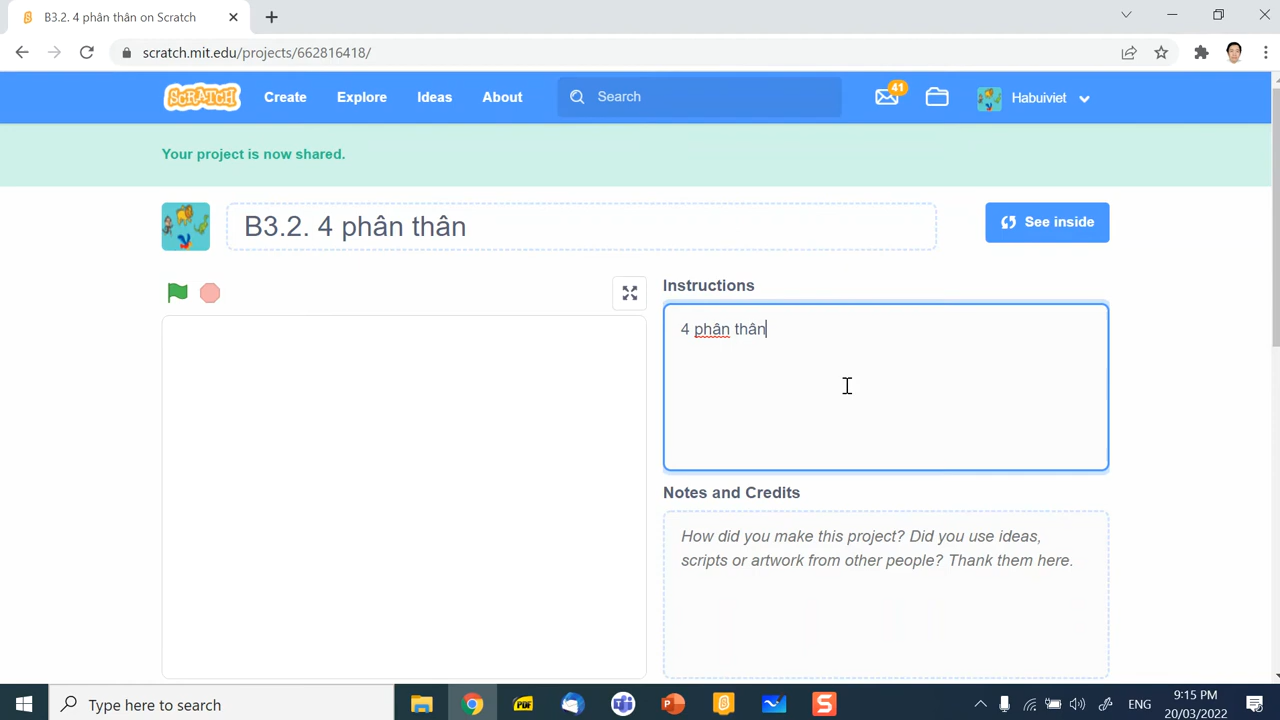 B3.2. 4 phân thân on Scratch
scratch.mit.edu/projects/662816418/
SCRATCH
Create
Explore
Ideas
About
Search
41
Habuiviet
Your project is now shared.
B3.2. 4 phân thân
See inside
Instructions
4 phân thân
Notes and Credits
How did you make this project? Did you use ideas,
scripts or artwork from other people? Thank them here.
Type here to search
PDF
S
ENG
9:15 PM
20/03/2022